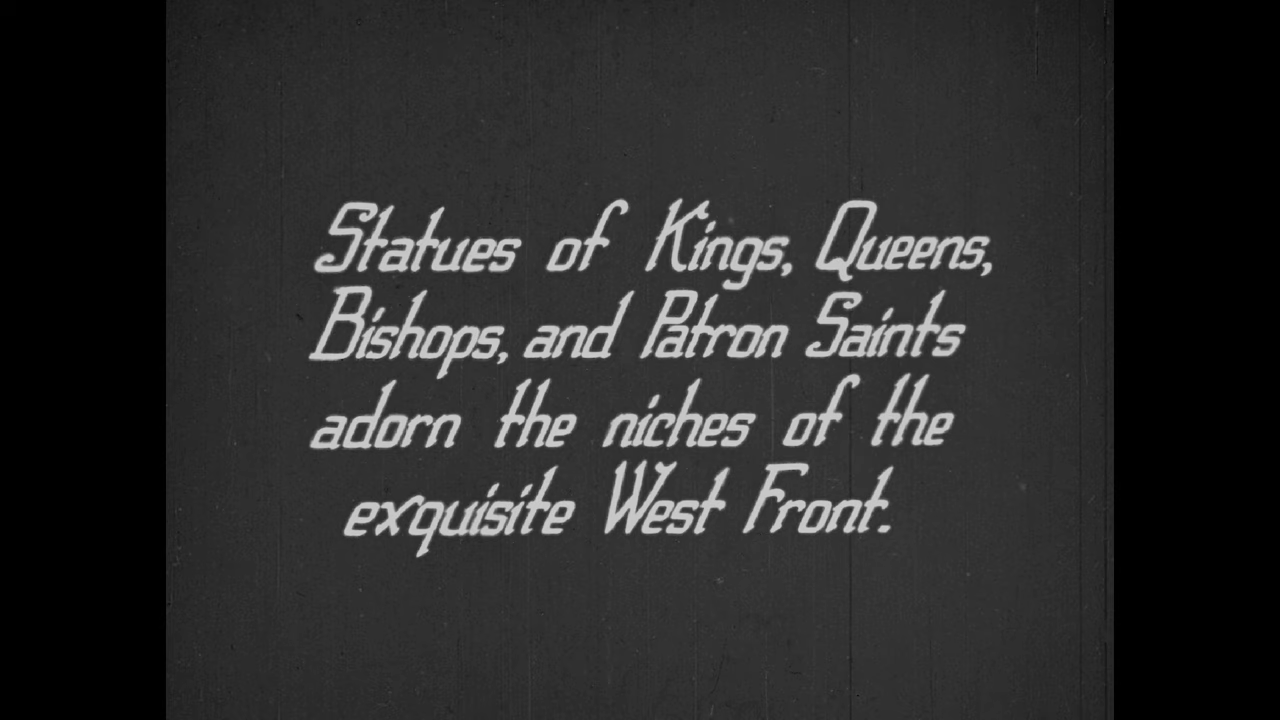 Statues of Kings, Queens,
Bishops, and Patron Saints
adorn the niches of the
exquisite West Front.